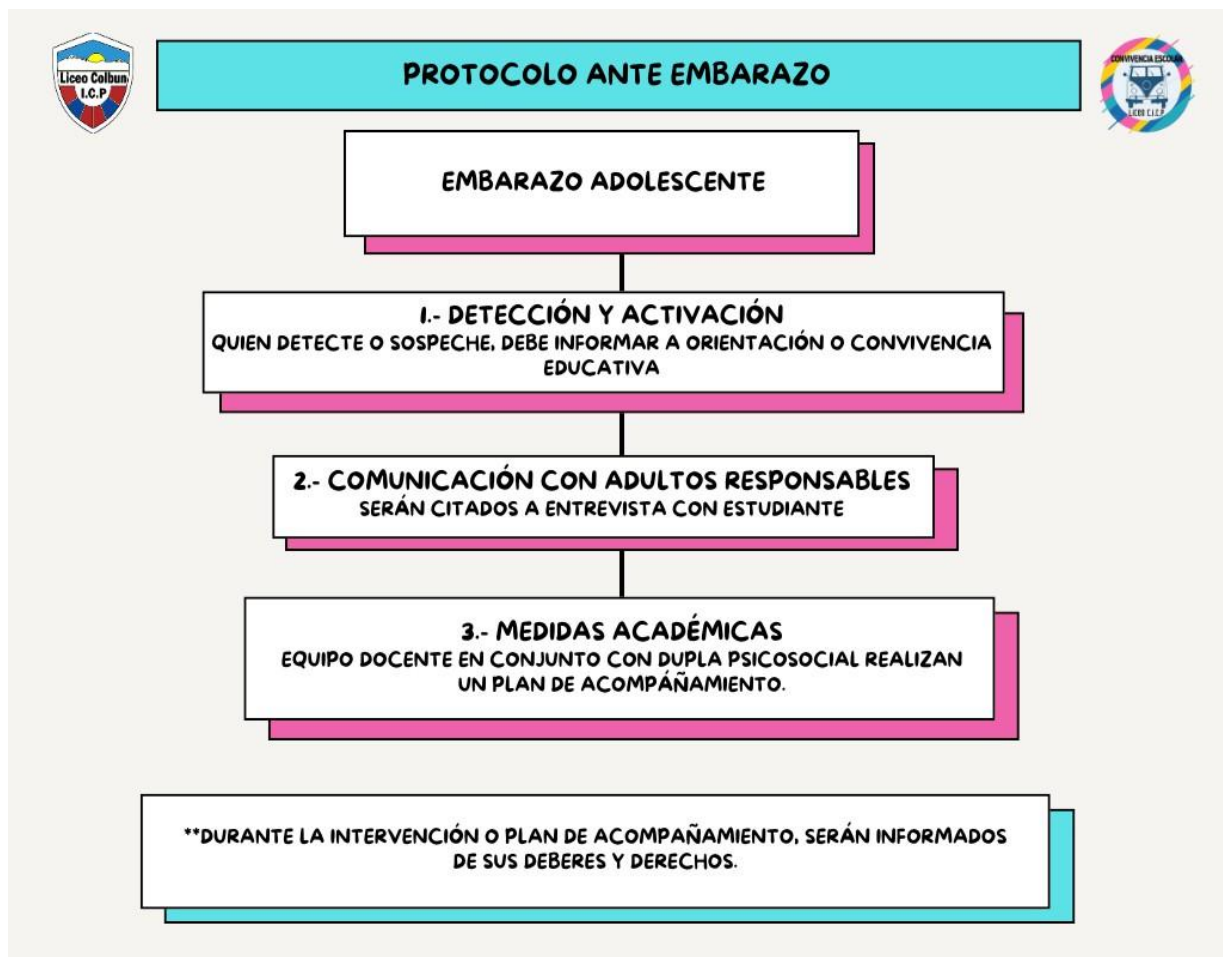 Liceo Colbun
I.C.P
PROTOCOLO ANTE EMBARAZO
CONVIVENCIA ESCOLAR
LICEO C.I.C.P
EMBARAZO ADOLESCENTE
1.- DETECCIÓN Y ACTIVACIÓN
QUIEN DETECTE O SOSPECHE, DEBE INFORMAR A ORIENTACIÓN O CONVIVENCIA
EDUCATIVA
2.- COMUNICACIÓN CON ADULTOS RESPONSABLES
SERÁN CITADOS A ENTREVISTA CON ESTUDIANTE
3.- MEDIDAS ACADÉMICAS
EQUIPO DOCENTE EN CONJUNTO CON DUPLA PSICOSOCIAL REALIZAN
UN PLAN DE ACOMPÁÑAMIENTO.
**DURANTE LA INTERVENCIÓN O PLAN DE ACOMPAÑAMIENTO, SERÁN INFORMADOS
DE SUS DEBERES Y DERECHOS.